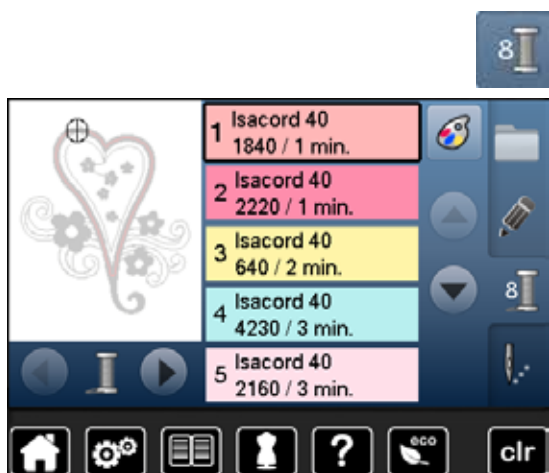 8
1 Isacord 40
1840 / 1 min.
2 Isacord 40
2220 / 1 min.
3 Isacord 40
640 / 2 min.
4 Isacord 40
4230 / 3 min.
5 Isacord 40
2160 / 3 min.
8
?
eco
clr